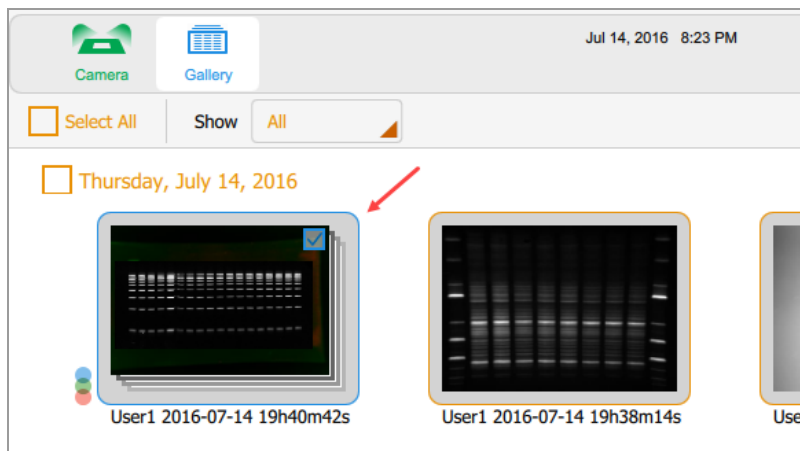 Jul 14, 2016 8:23 PM
Camera
Gallery
Select All
Show
All
Thursday, July 14, 2016
User1 2016-07-14 19h40m42s
User1 2016-07-14 19h38m14s